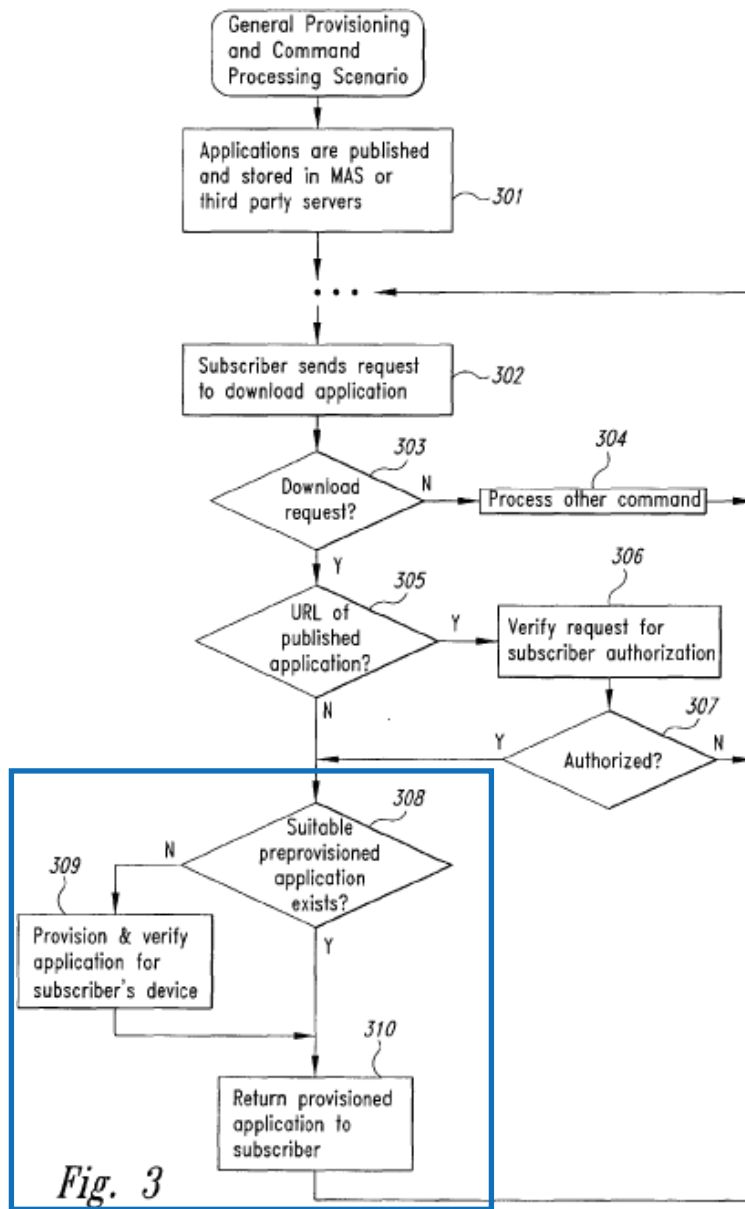 General Provisioning
and Command
Processing Scenario
Applications are published
and stored in MAS or
third party servers
301
Subscriber sends request
to download application
302
303
Download
request?
N
304
Process other command
Y
305
URL of
published
application?
Y
306
Verify request for
subscriber authorization
N
307
Y
Authorized?
N
308
Suitable
preprovisioned
application
exists?
N
309
Provision & verify
application for
subscriber's device
Y
310
Return provisioned
application to
subscriber
Fig. 3